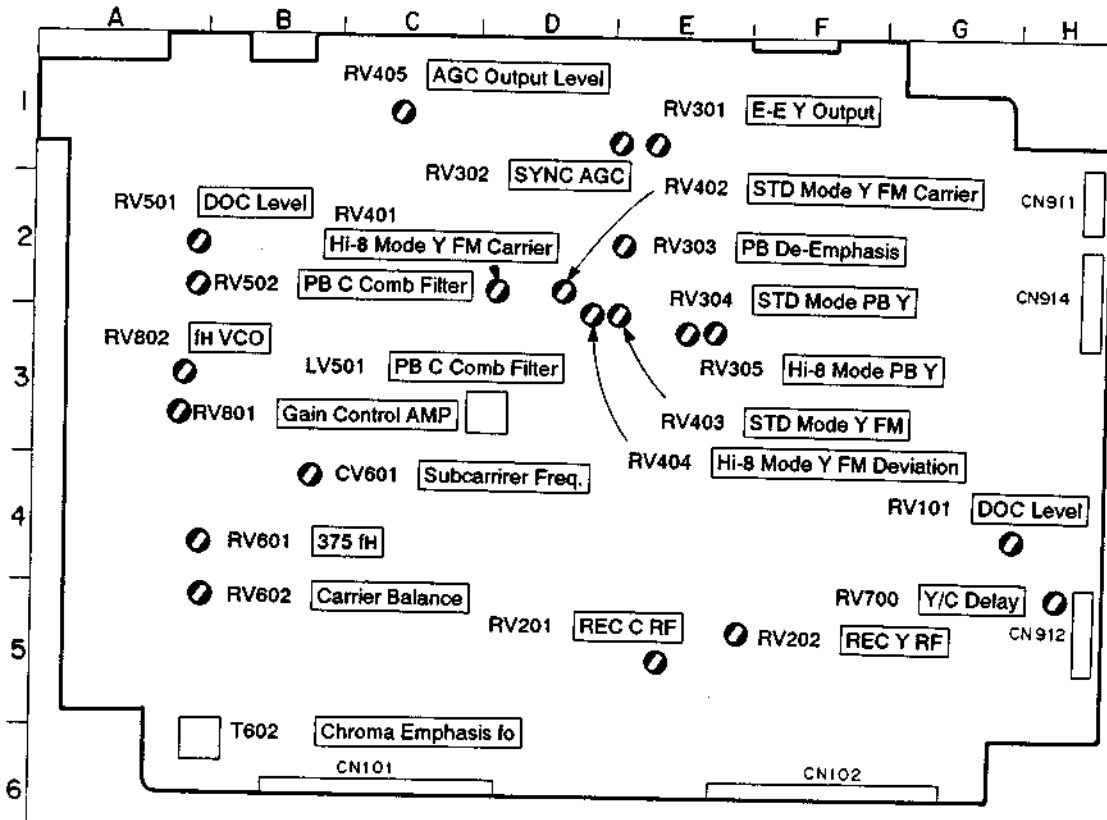 A B C D E F G H
1
RV405 AGC Output Level
RV301 E-E Y Output
RV302 SYNC AGC
RV402 STD Mode Y FM Carrier
RV501 DOC Level
RV401
CN911
2
Hi-8 Mode Y FM Carrier
RV303 PB De-Emphasis
RV502 PB C Comb Filter
RV304 STD Mode PB Y
CN914
RV802 fH VCO
LV501 PB C Comb Filter
RV305 Hi-8 Mode PB Y
3
RV801 Gain Control AMP
RV403 STD Mode Y FM
RV404 Hi-8 Mode Y FM Deviation
CV601 Subcarrirer Freq.
RV101 DOC Level
4
RV601 375 fH
RV602 Carrier Balance
RV700 Y/C Delay
RV201 REC C RF
RV202 REC Y RF
CN912
5
T602 Chroma Emphasis fo
CN101
CN102
6